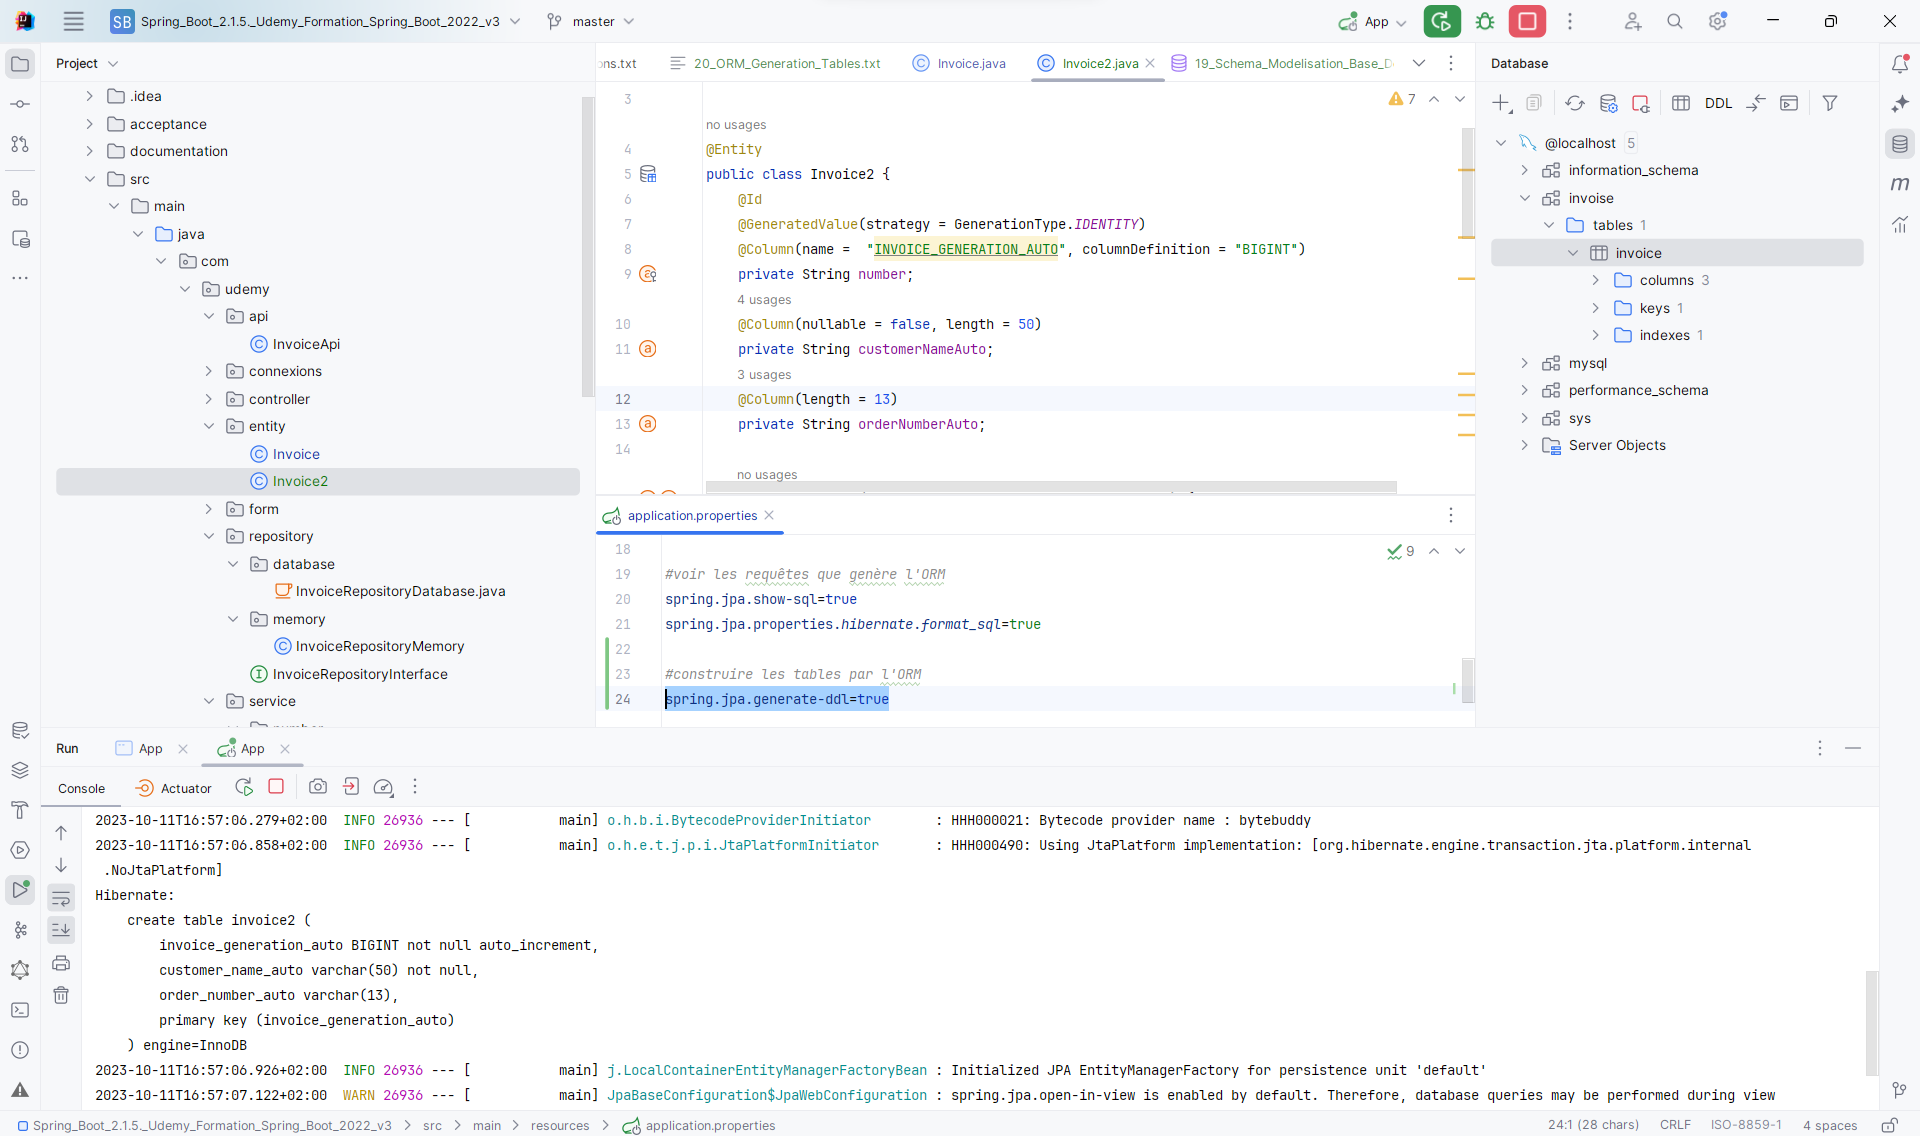 SB Spring_Boot_2.1.5._Udemy_Formation_Spring_Boot_2022_v3 master App
Project
.idea
acceptance
documentation
src
main
java
com
udemy
api
InvoiceApi
connexions
controller
entity
Invoice
Invoice2
form
repository
database
InvoiceRepositoryDatabase.java
memory
InvoiceRepositoryMemory
InvoiceRepositoryInterface
service
ns.txt 20_ORM_Generation_Tables.txt Invoice.java Invoice2.java 19_Schema_Modelisation_Base_D
7
3
no usages
4 @Entity
5 public class Invoice2 {
6 @Id
7 @GeneratedValue(strategy = GenerationType.IDENTITY)
8 @Column(name = "INVOICE_GENERATION_AUTO", columnDefinition = "BIGINT")
9 private String number;
4 usages
10 @Column(nullable = false, length = 50)
11 private String customerNameAuto;
3 usages
12 @Column(length = 13)
13 private String orderNumberAuto;
14
no usages
application.properties
9
18
19 #voir les requêtes que genère l'ORM
20 spring.jpa.show-sql=true
21 spring.jpa.properties.hibernate.format_sql=true
22
23 #construire les tables par l'ORM
24 spring.jpa.generate-ddl=true
Database
DDL
@localhost 5
information_schema
invoise
tables 1
invoice
columns 3
keys 1
indexes 1
mysql
performance_schema
sys
Server Objects
m
Run App App
Console Actuator
2023-10-11T16:57:06.279+02:00 INFO 26936 --- [ main] o.h.b.i.BytecodeProviderInitiator : HHH000021: Bytecode provider name : bytebuddy
2023-10-11T16:57:06.858+02:00 INFO 26936 --- [ main] o.h.e.t.j.p.i.JtaPlatformInitiator : HHH000490: Using JtaPlatform implementation: [org.hibernate.engine.transaction.jta.platform.internal
.NoJtaPlatform]
Hibernate:
create table invoice2 (
invoice_generation_auto BIGINT not null auto_increment,
customer_name_auto varchar(50) not null,
order_number_auto varchar(13),
primary key (invoice_generation_auto)
) engine=InnoDB
2023-10-11T16:57:06.926+02:00 INFO 26936 --- [ main] j.LocalContainerEntityManagerFactoryBean : Initialized JPA EntityManagerFactory for persistence unit 'default'
2023-10-11T16:57:07.122+02:00 WARN 26936 --- [ main] JpaBaseConfiguration$JpaWebConfiguration : spring.jpa.open-in-view is enabled by default. Therefore, database queries may be performed during view
Spring_Boot_2.1.5._Udemy_Formation_Spring_Boot_2022_v3 > src > main > resources > application.properties 24:1 (28 chars) CRLF ISO-8859-1 4 spaces